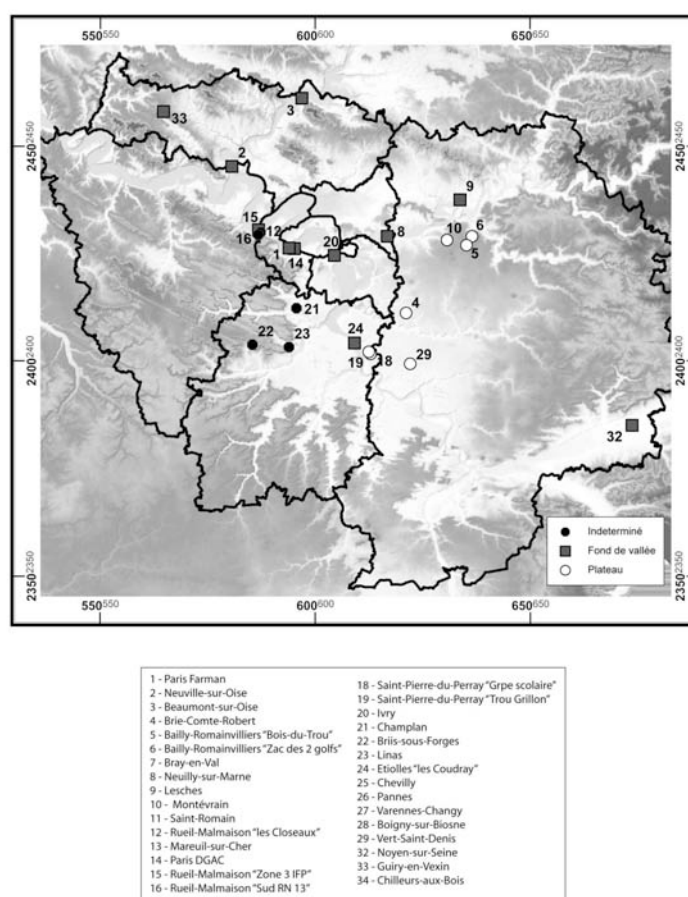 550550
600600
650650
24502450
24002400
23502350
33
3
2
9
15
12
16
1
14
20
8
10
6
5
21
4
22
23
24
19
18
29
32
Indeterminé
Fond de vallée
Plateau
550550
600600
650650
1 - Paris Farman
2 - Neuville-sur-Oise
3 - Beaumont-sur-Oise
4 - Brie-Comte-Robert
5 - Bailly-Romainvilliers "Bois-du-Trou"
6 - Bailly-Romainvilliers "Zac des 2 golfs"
7 - Bray-en-Val
8 - Neuilly-sur-Marne
9 - Lesches
10 - Montévrain
11 - Saint-Romain
12 - Rueil-Malmaison "les Closeaux"
13 - Mareuil-sur-Cher
14 - Paris DGAC
15 - Rueil-Malmaison "Zone 3 IFP"
16 - Rueil-Malmaison "Sud RN 13"
18 - Saint-Pierre-du-Perray "Grpe scolaire"
19 - Saint-Pierre-du-Perray "Trou Grillon"
20 - Ivry
21 - Champlan
22 - Briis-sous-Forges
23 - Linas
24 - Etiolles "les Coudray"
25 - Chevilly
26 - Pannes
27 - Varennes-Changy
28 - Boigny-sur-Biosne
29 - Vert-Saint-Denis
32 - Noyen-sur-Seine
33 - Guiry-en-Vexin
34 - Chilleurs-aux-Bois